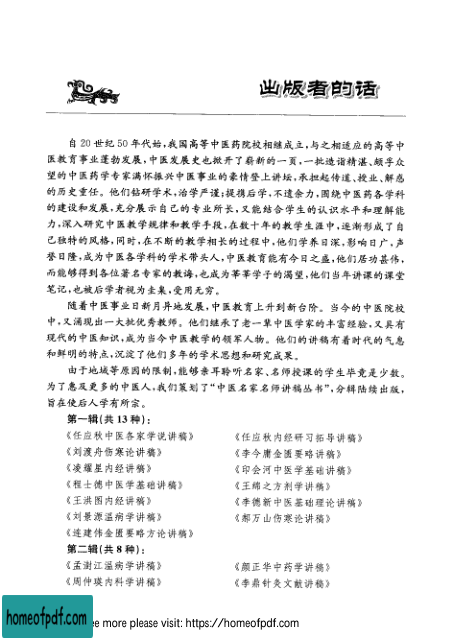 出版者的话
自 20 世纪 50 年代始,我国高等中医药院校相继成立,与之相适应的高等中
医教育事业蓬勃发展,中医发展史也掀开了崭新的一页,一批造诣精湛、颇孚众
望的中医药学专家满怀振兴中医事业的豪情登上讲坛,承担起传道、授业、解惑
的历史重任。他们钻研学术,治学严谨;提携后学,不遗余力,围绕中医药各学科
的建设和发展,充分展示自己的专业所长,又能结合学生的认识水平和理解能
力,深入研究中医教学规律和教学手段,在数十年的教学生涯中,逐渐形成了自
己独特的风格,同时,在不断的教学相长的过程中,他们学养日深,影响日广,声
誉日隆,成为中医各学科的学术带头人,中医教育能有今日之盛,他们居功甚伟,
而能够得到各位著名专家的教诲,也成为莘莘学子的渴望,他们当年讲课的课堂
笔记,也被后学者视为圭臬,受用无穷。
随着中医事业日新月异地发展,中医教育上升到新台阶。当今的中医院校
中,又涌现出一大批优秀教师。他们继承了老一辈中医学家的丰富经验,又具有
现代的中医知识,成为当今中医教学的领军人物。他们的讲稿有着时代的气息
和鲜明的特点,沉淀了他们多年的学术思想和研究成果。
由于地域等原因的限制,能够亲耳聆听名家、名师授课的学生毕竟是少数。
为了惠及更多的中医人,我们策划了“中医名家名师讲稿丛书”,分辑陆续出版,
旨在使后人学有所宗。
第一辑(共 13 种):
《任应秋中医各家学说讲稿》 《任应秋内经研习拓导讲稿》
《刘渡舟伤寒论讲稿》 《李今庸金匮要略讲稿》
《凌耀星内经讲稿》 《印会河中医学基础讲稿》
《程士德中医学基础讲稿》 《王绵之方剂学讲稿》
《王洪图内经讲稿》 《李德新中医基础理论讲稿》
《刘景源温病学讲稿》 《郝万山伤寒论讲稿》
《连建伟金匮要略方论讲稿》
第二辑(共 8 种):
《孟澍江温病学讲稿》 《颜正华中药学讲稿》
《周仲瑛内科学讲稿》 《李鼎针灸文献讲稿》
homeofpdf.com
ee more please visit: https://homeofpdf.com